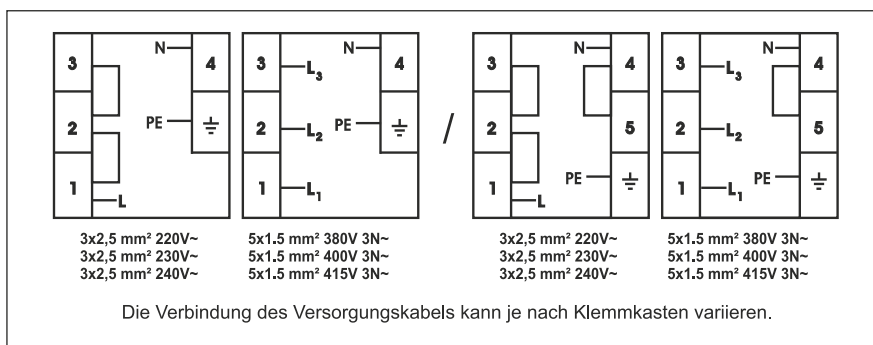 3 N 4
2 PE ⏚
1 L
3x2,5 mm² 220V~
3x2,5 mm² 230V~
3x2,5 mm² 240V~
3 L3 N 4
2 L2 PE ⏚
1 L1
5x1.5 mm² 380V 3N~
5x1.5 mm² 400V 3N~
5x1.5 mm² 415V 3N~
/
3 N 4
2 5
1 L PE ⏚
3x2,5 mm² 220V~
3x2,5 mm² 230V~
3x2,5 mm² 240V~
3 L3 N 4
2 L2 5
1 L1 PE ⏚
5x1.5 mm² 380V 3N~
5x1.5 mm² 400V 3N~
5x1.5 mm² 415V 3N~
Die Verbindung des Versorgungskabels kann je nach Klemmkasten variieren.